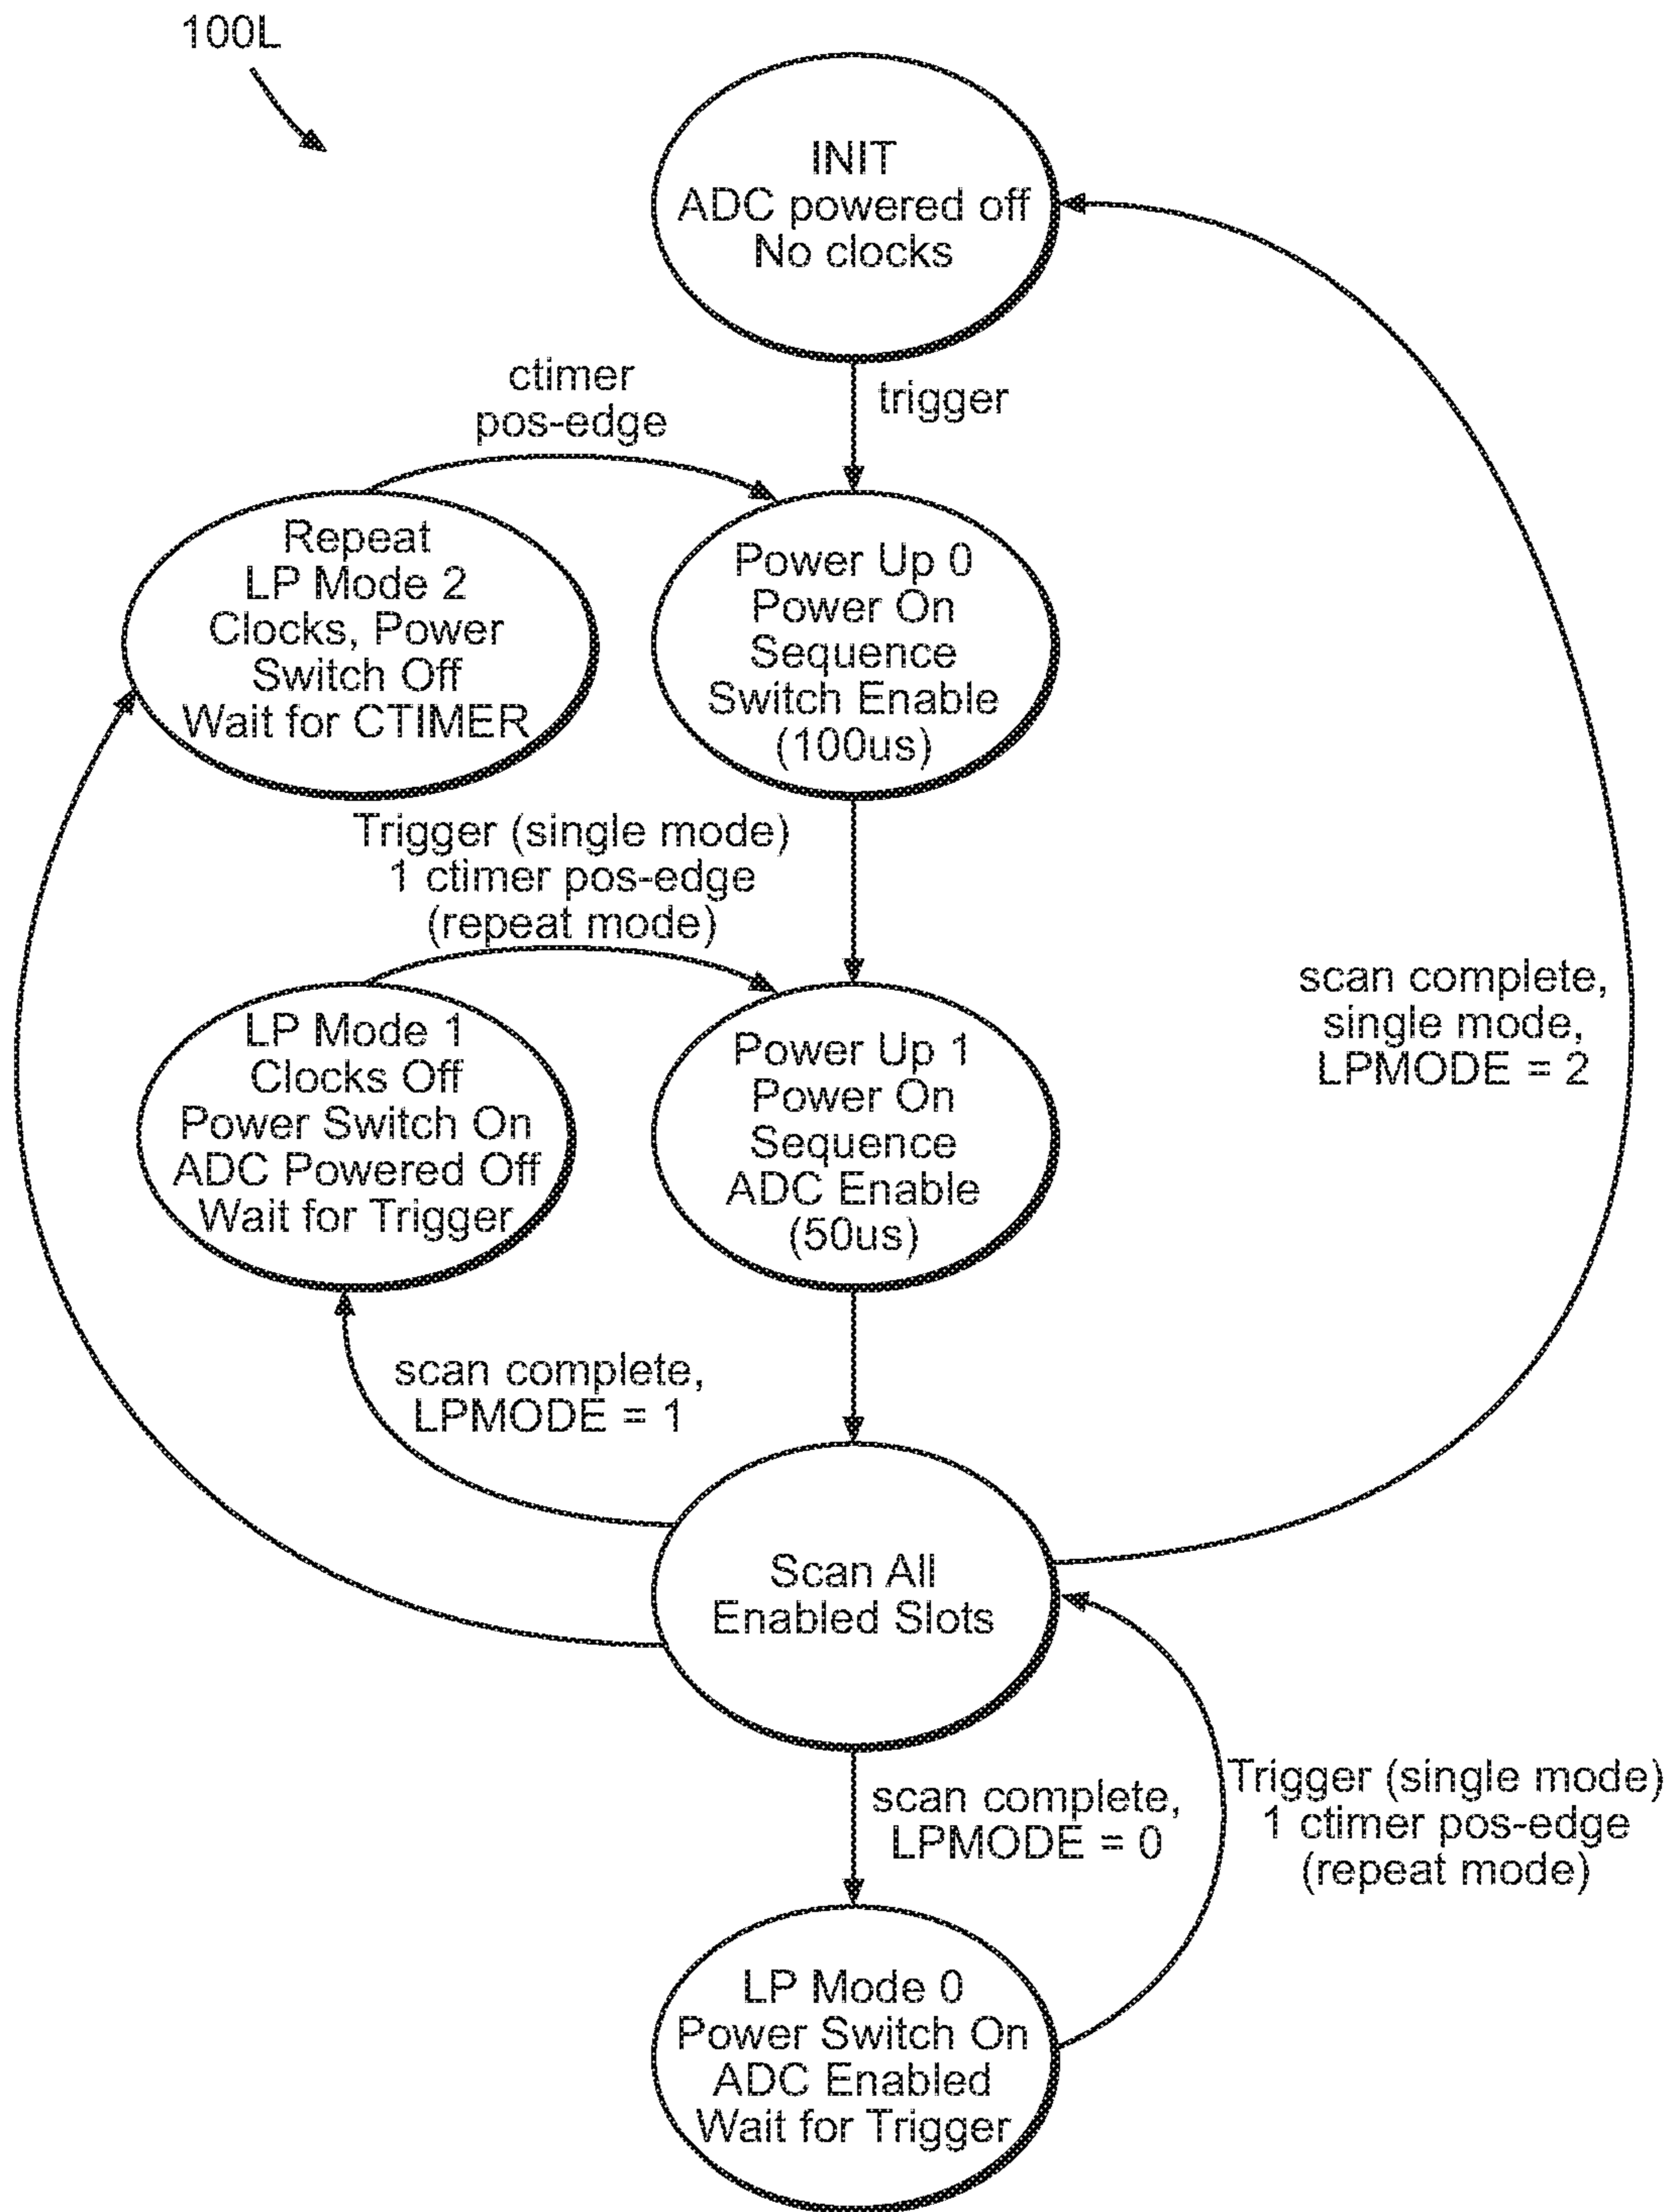 100L
INIT
ADC powered off
No clocks
ctimer
pos-edge
trigger
Repeat
LP Mode 2
Clocks, Power
Switch Off
Wait for CTIMER
Power Up 0
Power On
Sequence
Switch Enable
(100us)
Trigger (single mode)
1 ctimer pos-edge
(repeat mode)
scan complete,
single mode,
LPMODE = 2
LP Mode 1
Clocks Off
Power Switch On
ADC Powered Off
Wait for Trigger
Power Up 1
Power On
Sequence
ADC Enable
(50us)
scan complete,
LPMODE = 1
Scan All
Enabled Slots
scan complete,
LPMODE = 0
Trigger (single mode)
1 ctimer pos-edge
(repeat mode)
LP Mode 0
Power Switch On
ADC Enabled
Wait for Trigger